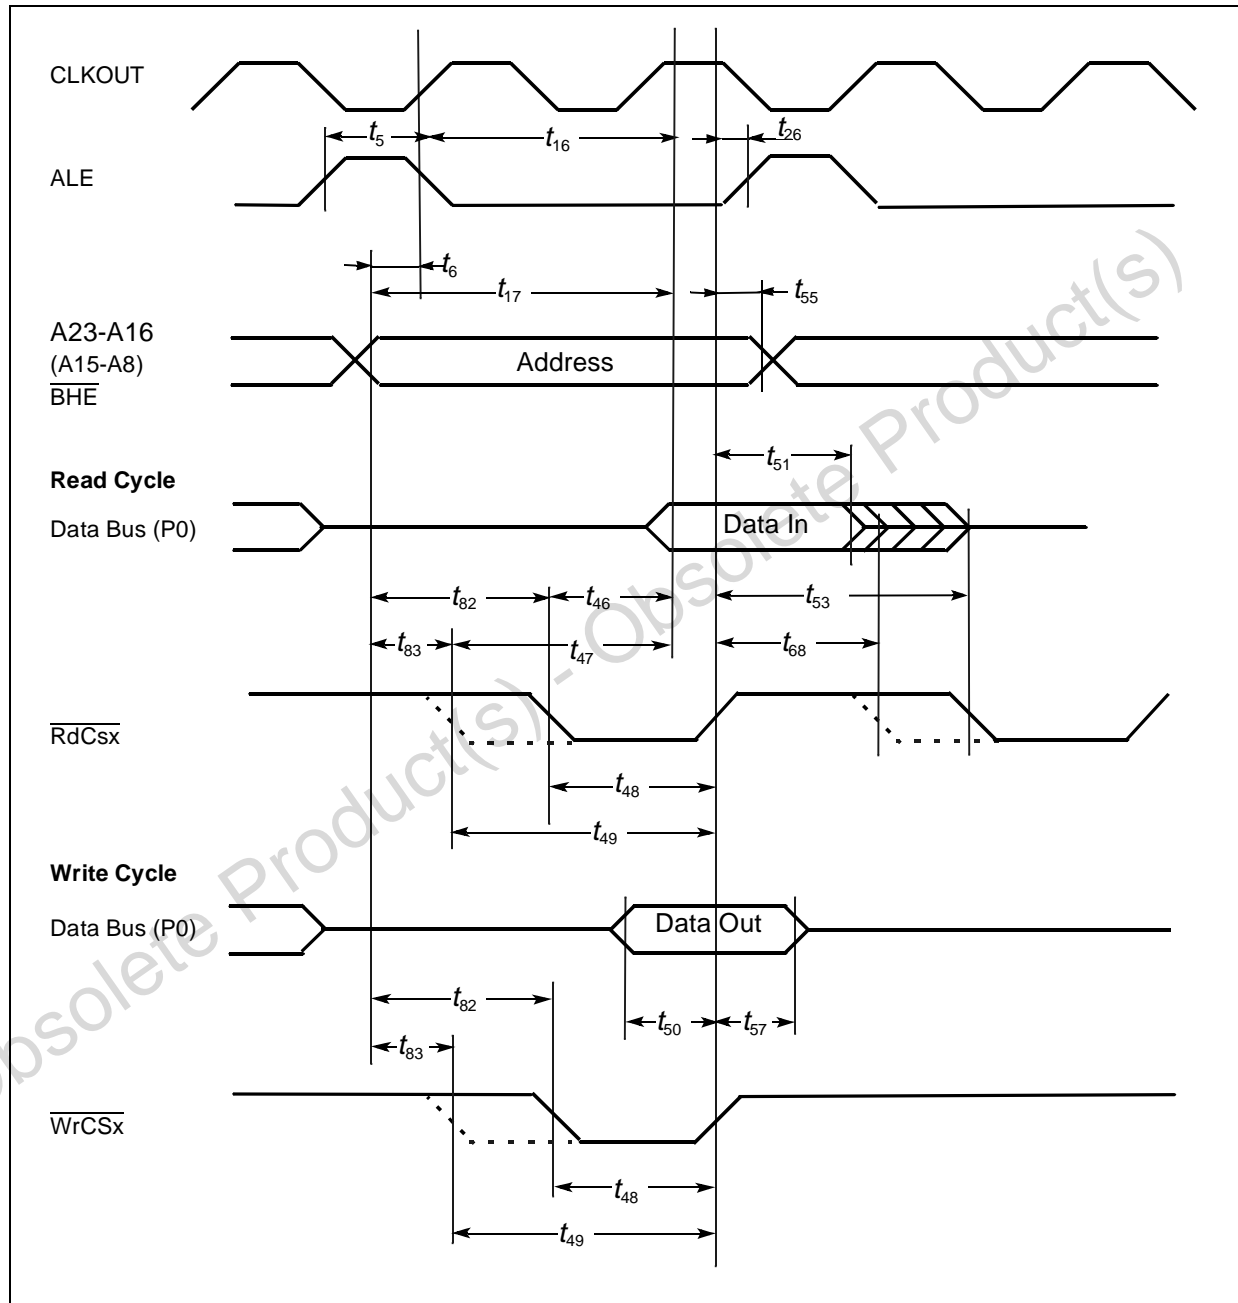 CLKOUT
t5
t16
t26
ALE
t6
t17
t55
A23-A16
(A15-A8)
BHE
Address
t51
Read Cycle
Data Bus (P0)
Data In
t82
t46
t53
t83
t47
t68
RdCsx
t48
t49
Write Cycle
Data Bus (P0)
Data Out
t82
t50
t57
t83
WrCSx
t48
t49
Obsolete Product(s) - Obsolete Product(s)